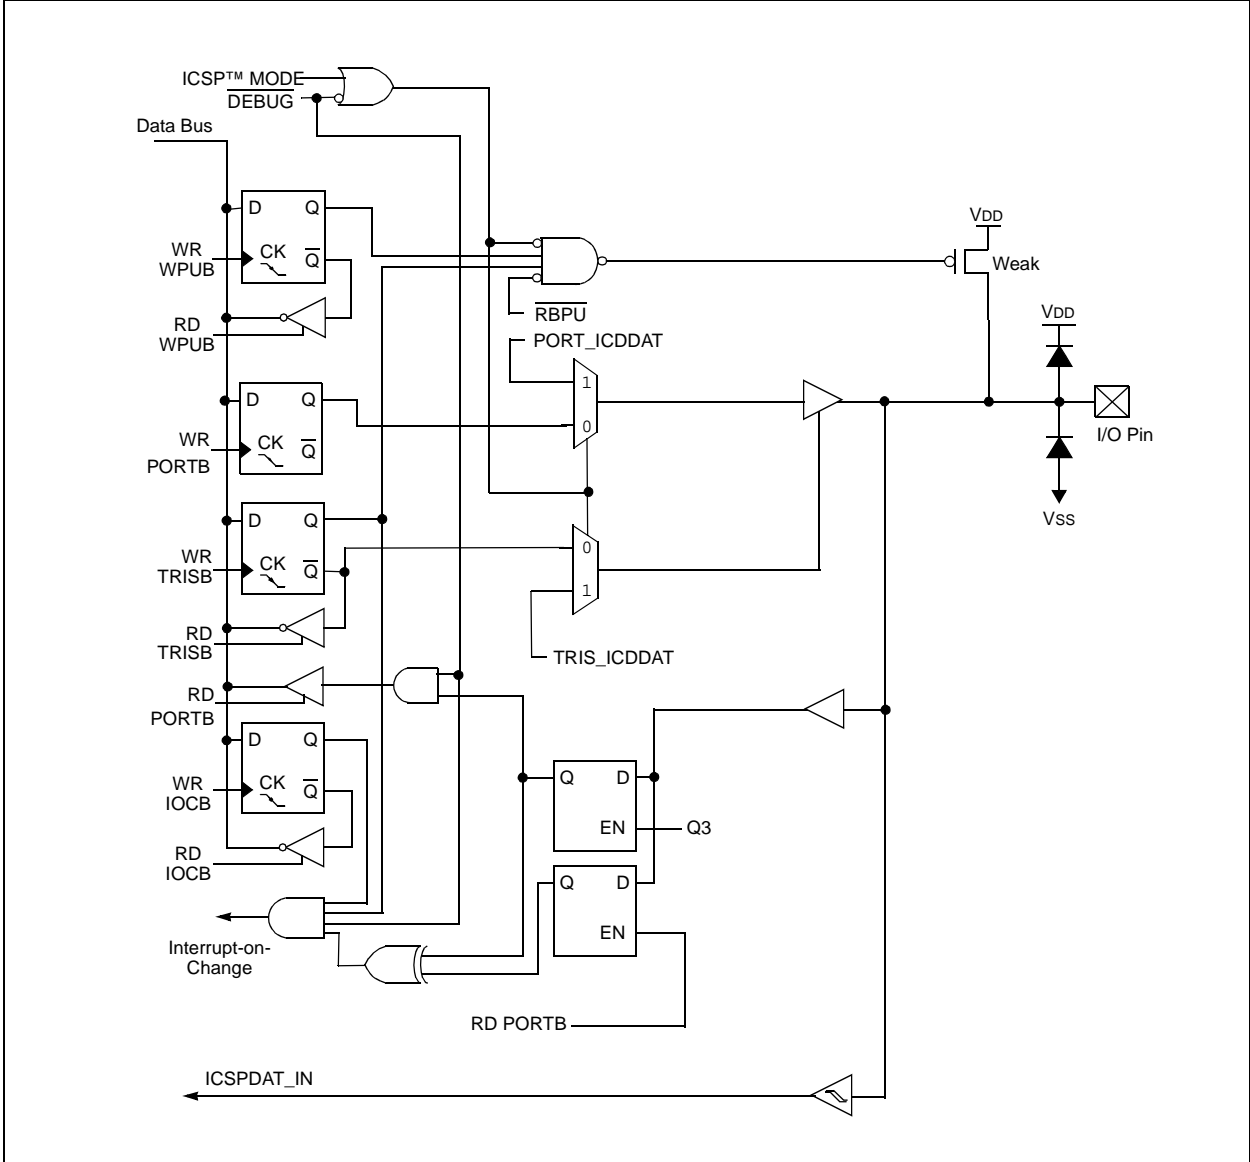 ICSP™ MODE
DEBUG
Data Bus
D Q
WR
WPUB
CK
Q
RD
WPUB
VDD
Weak
RBPU
PORT_ICDDAT
VDD
1
0
D Q
WR
PORTB
CK
Q
I/O Pin
VSS
D Q
WR
TRISB
CK
Q
0
1
RD
TRISB
TRIS_ICDDAT
RD
PORTB
D Q
WR
IOCB
CK
Q
Q D
EN
Q3
RD
IOCB
Q D
EN
Interrupt-on-
Change
RD PORTB
ICSPDAT_IN